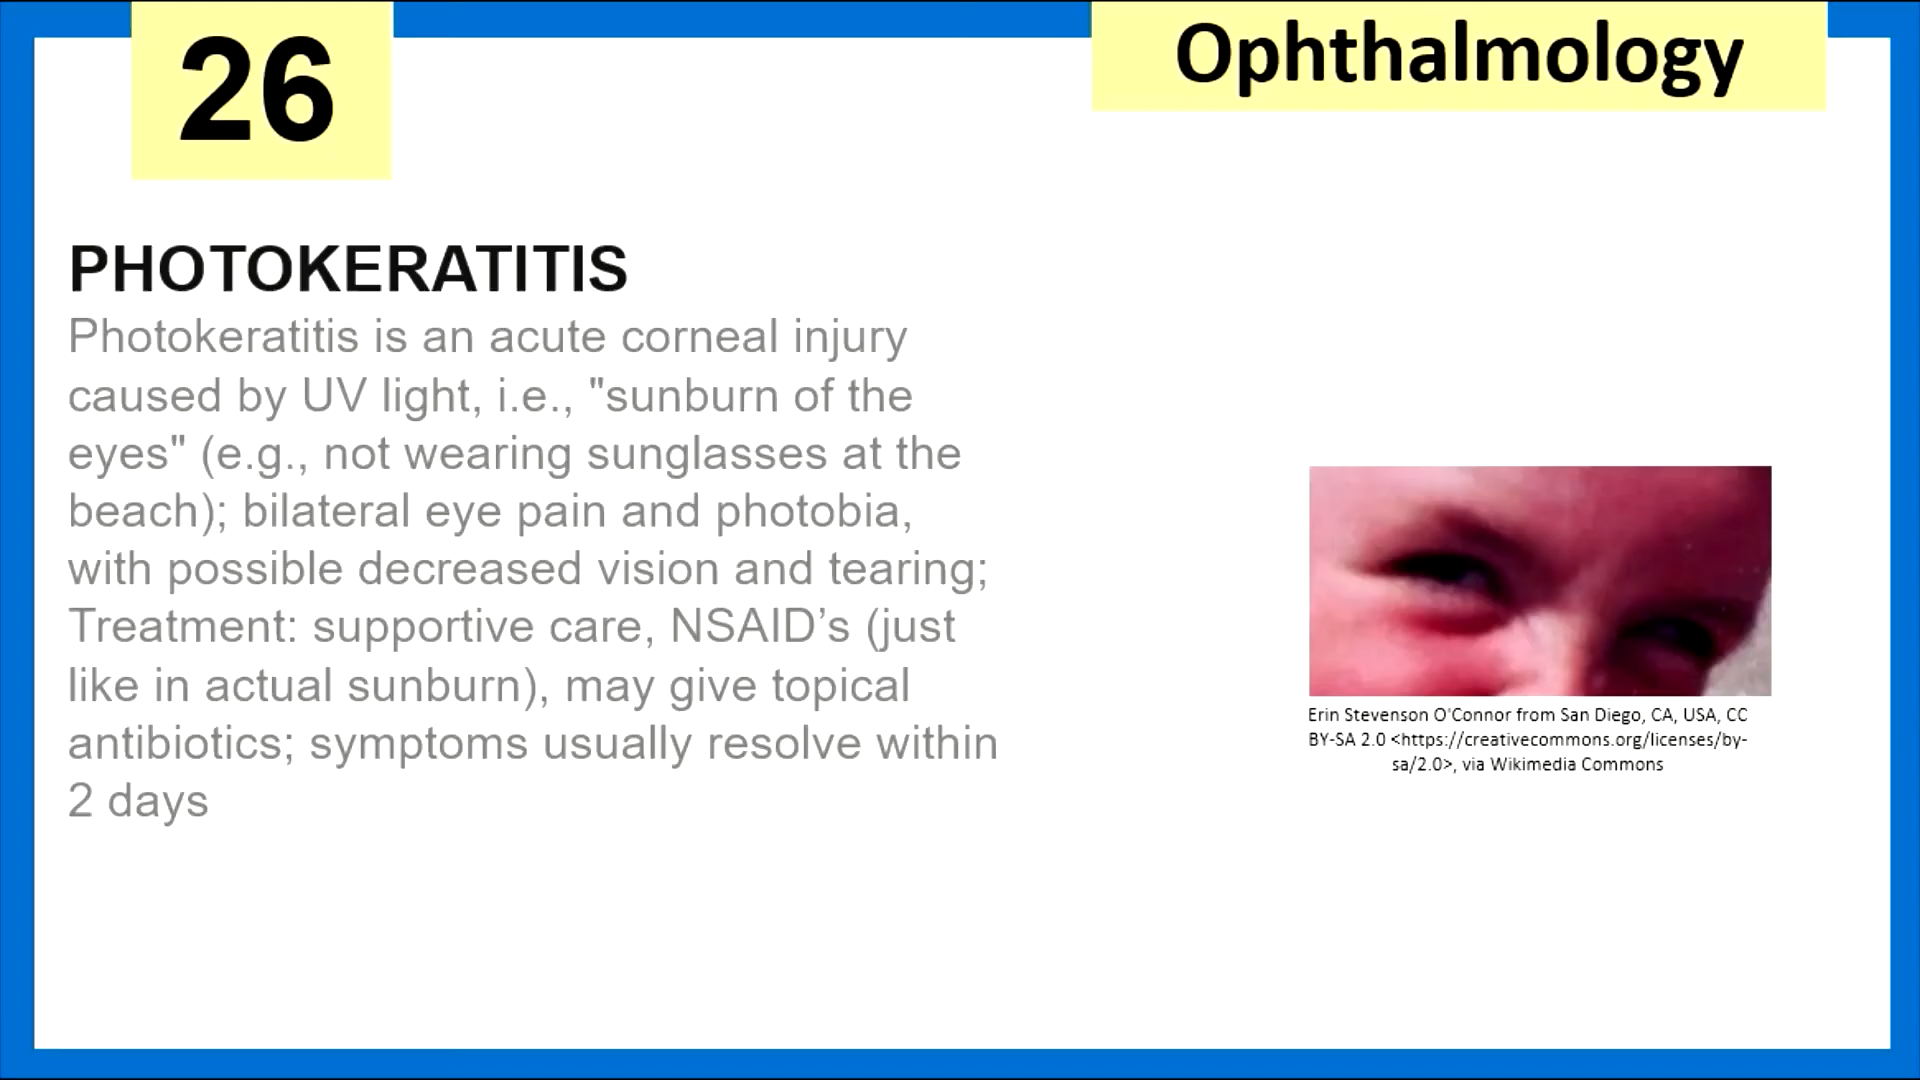 26
Ophthalmology
PHOTOKERATITIS
Photokeratitis is an acute corneal injury
caused by UV light, i.e., "sunburn of the
eyes" (e.g., not wearing sunglasses at the
beach); bilateral eye pain and photobia,
with possible decreased vision and tearing;
Treatment: supportive care, NSAID’s (just
like in actual sunburn), may give topical
antibiotics; symptoms usually resolve within
2 days
Erin Stevenson O'Connor from San Diego, CA, USA, CC
BY-SA 2.0 <https://creativecommons.org/licenses/by-
sa/2.0>, via Wikimedia Commons